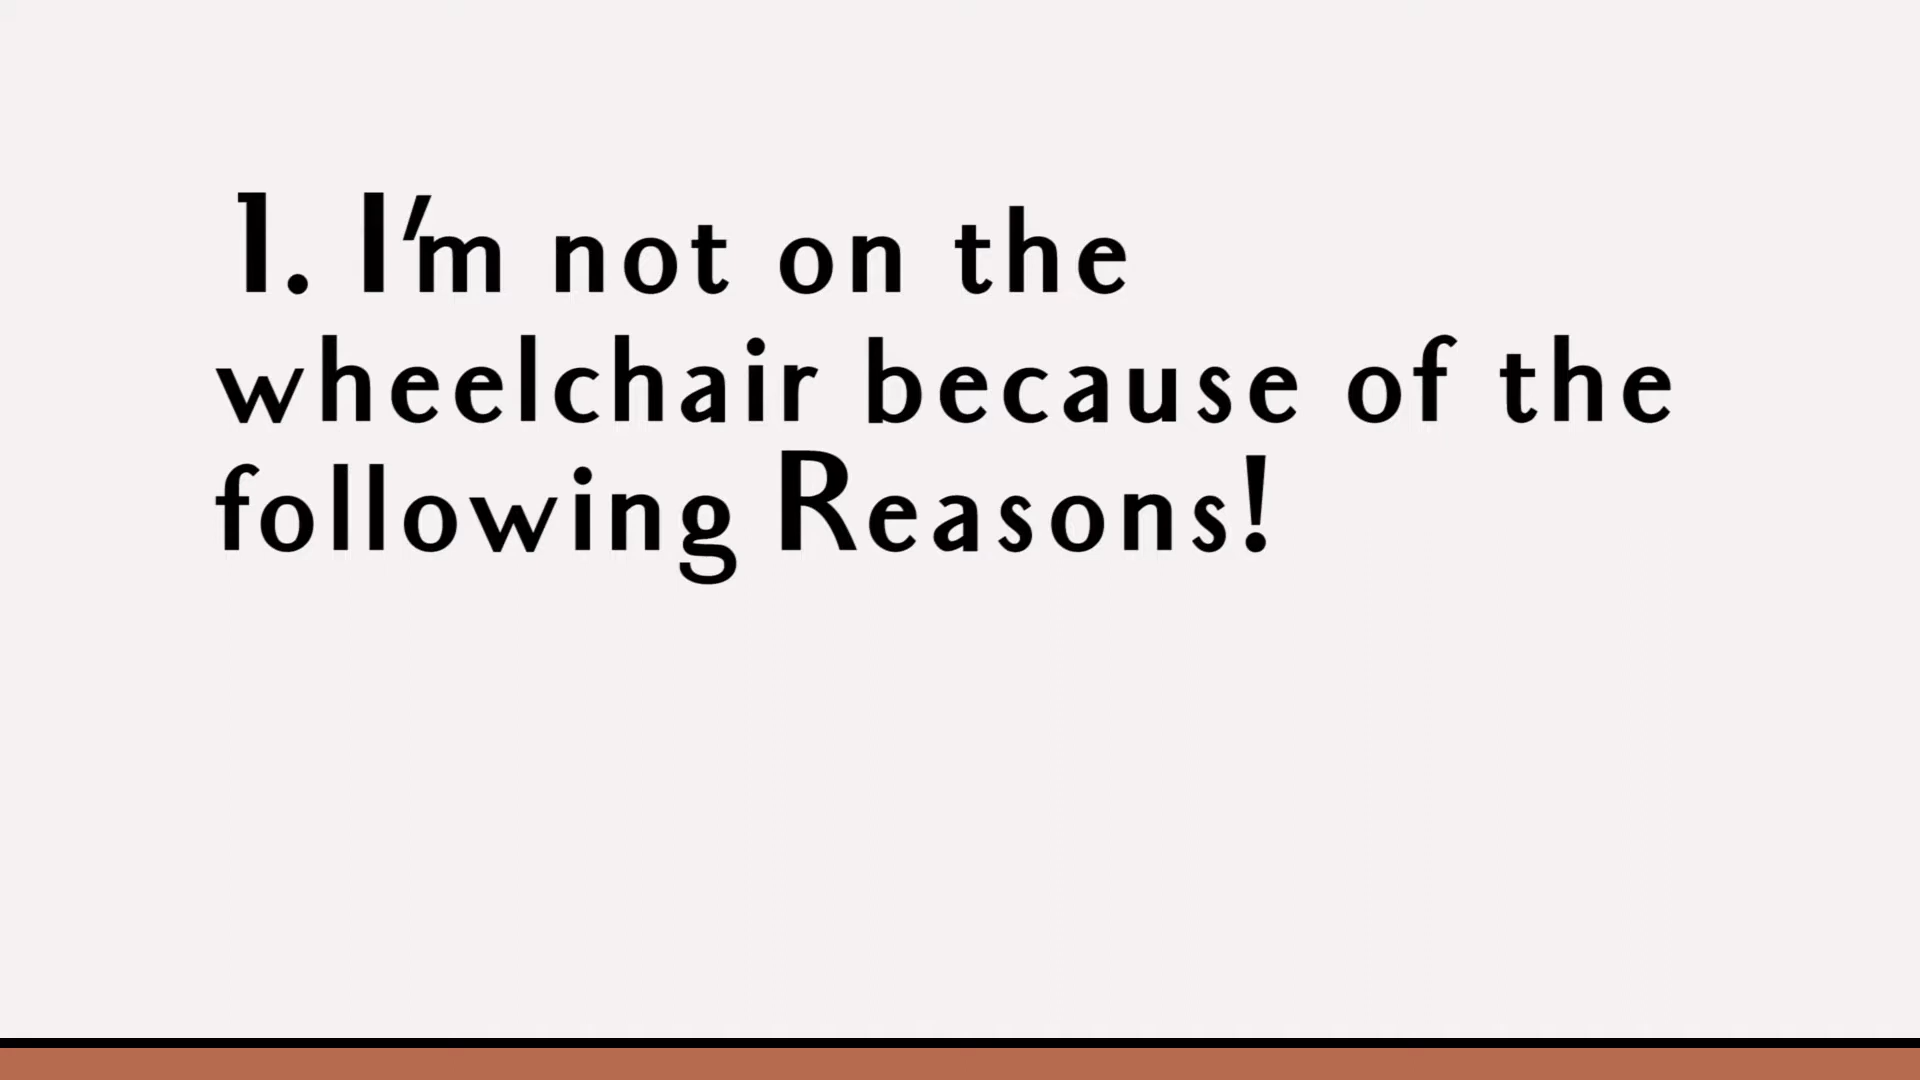 1. I'm not on the
wheelchair because of the
following Reasons!